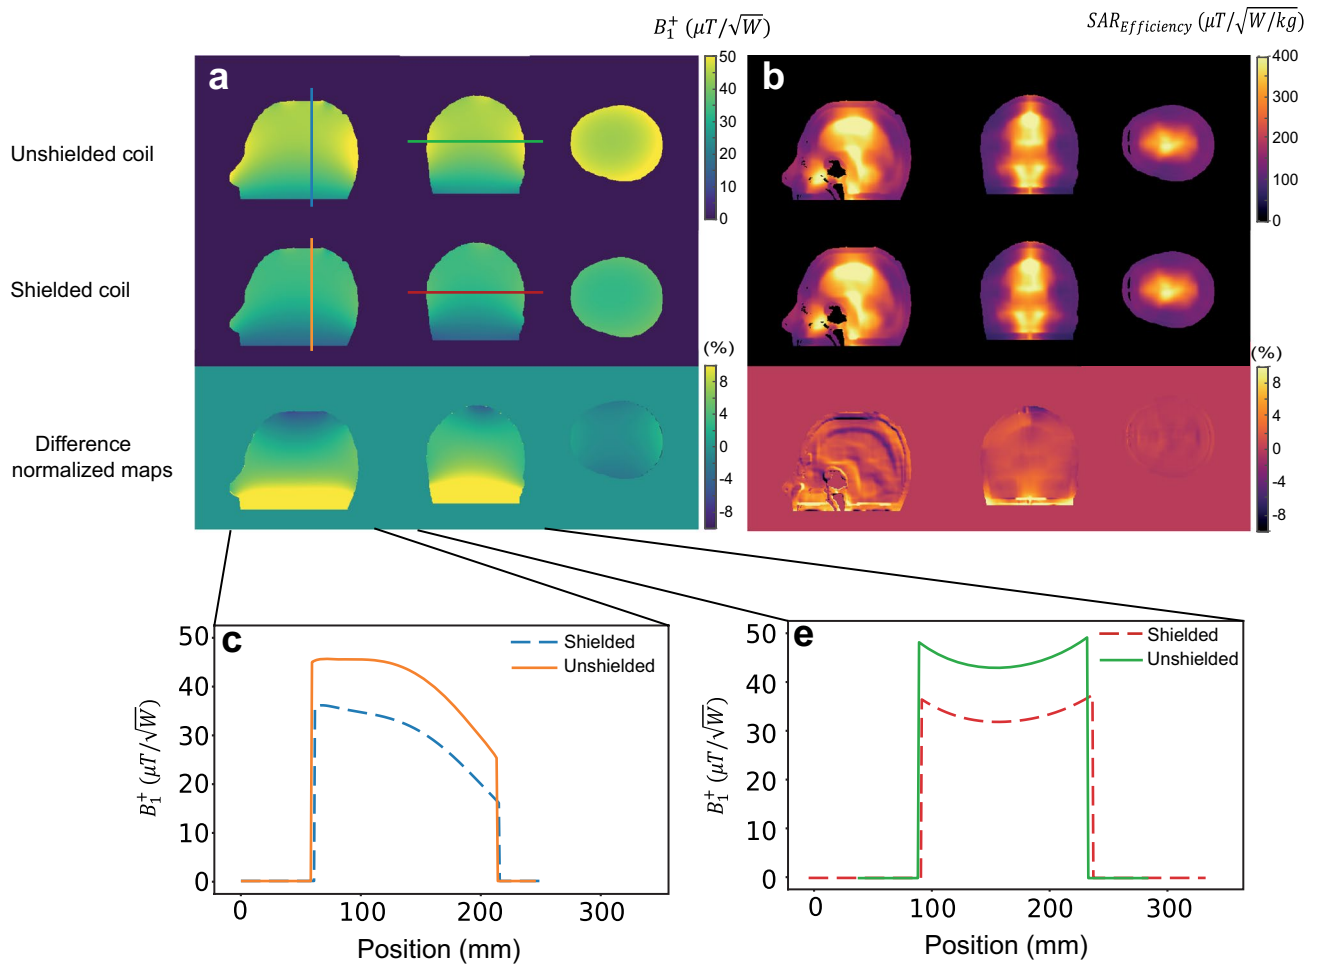 B₁⁺ (μT/√W)
SAR_Efficiency (μT/√W/kg)
a
50
40
30
20
10
0
b
400
300
200
100
0
Unshielded coil
Shielded coil
(%)
8
4
0
-4
-8
(%)
8
4
0
-4
-8
Difference
normalized maps
c
Shielded
Unshielded
50
40
30
20
10
0
B₁⁺ (μT/√W)
0
100
200
300
Position (mm)
e
Shielded
Unshielded
50
40
30
20
10
0
B₁⁺ (μT/√W)
0
100
200
300
Position (mm)